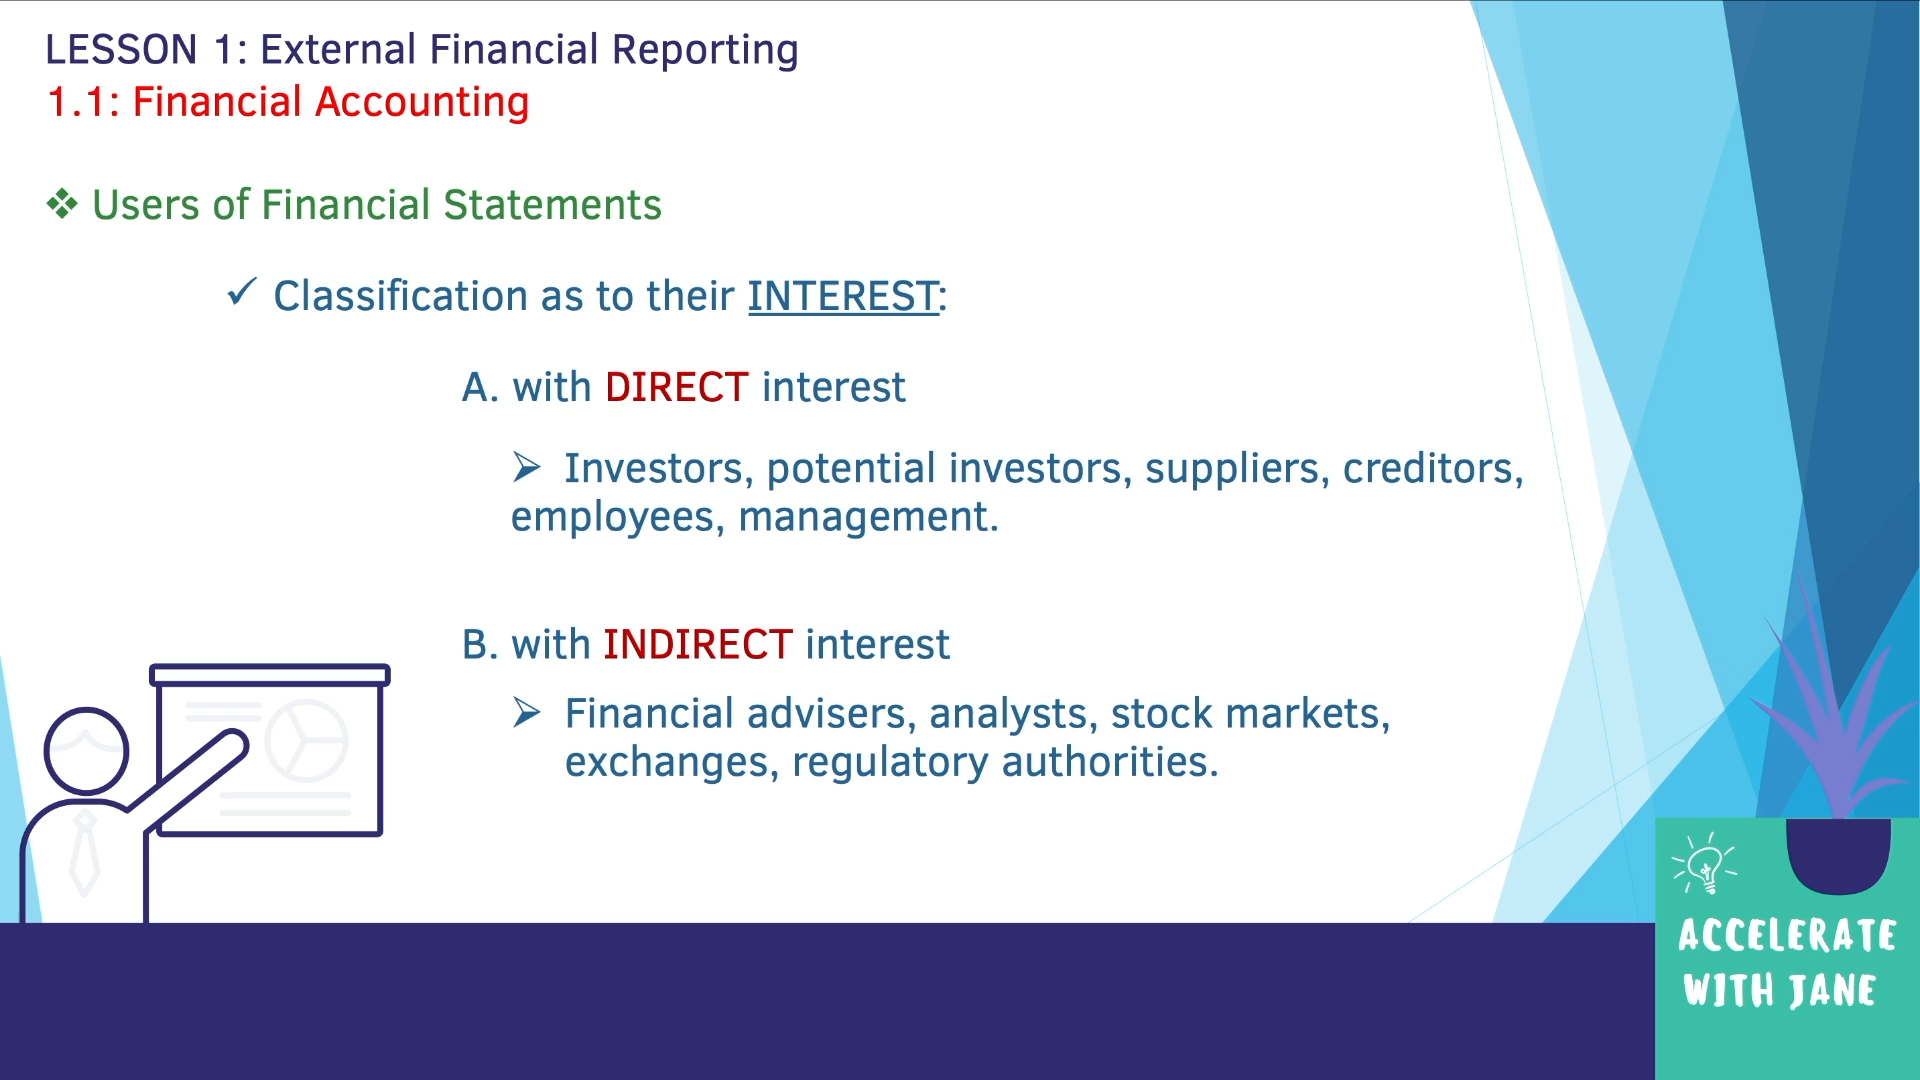 LESSON 1: External Financial Reporting
1.1: Financial Accounting
❖ Users of Financial Statements
✓ Classification as to their INTEREST:
A. with DIRECT interest
➢ Investors, potential investors, suppliers, creditors,
employees, management.
B. with INDIRECT interest
➢ Financial advisers, analysts, stock markets,
exchanges, regulatory authorities.
ACCELERATE
WITH JANE